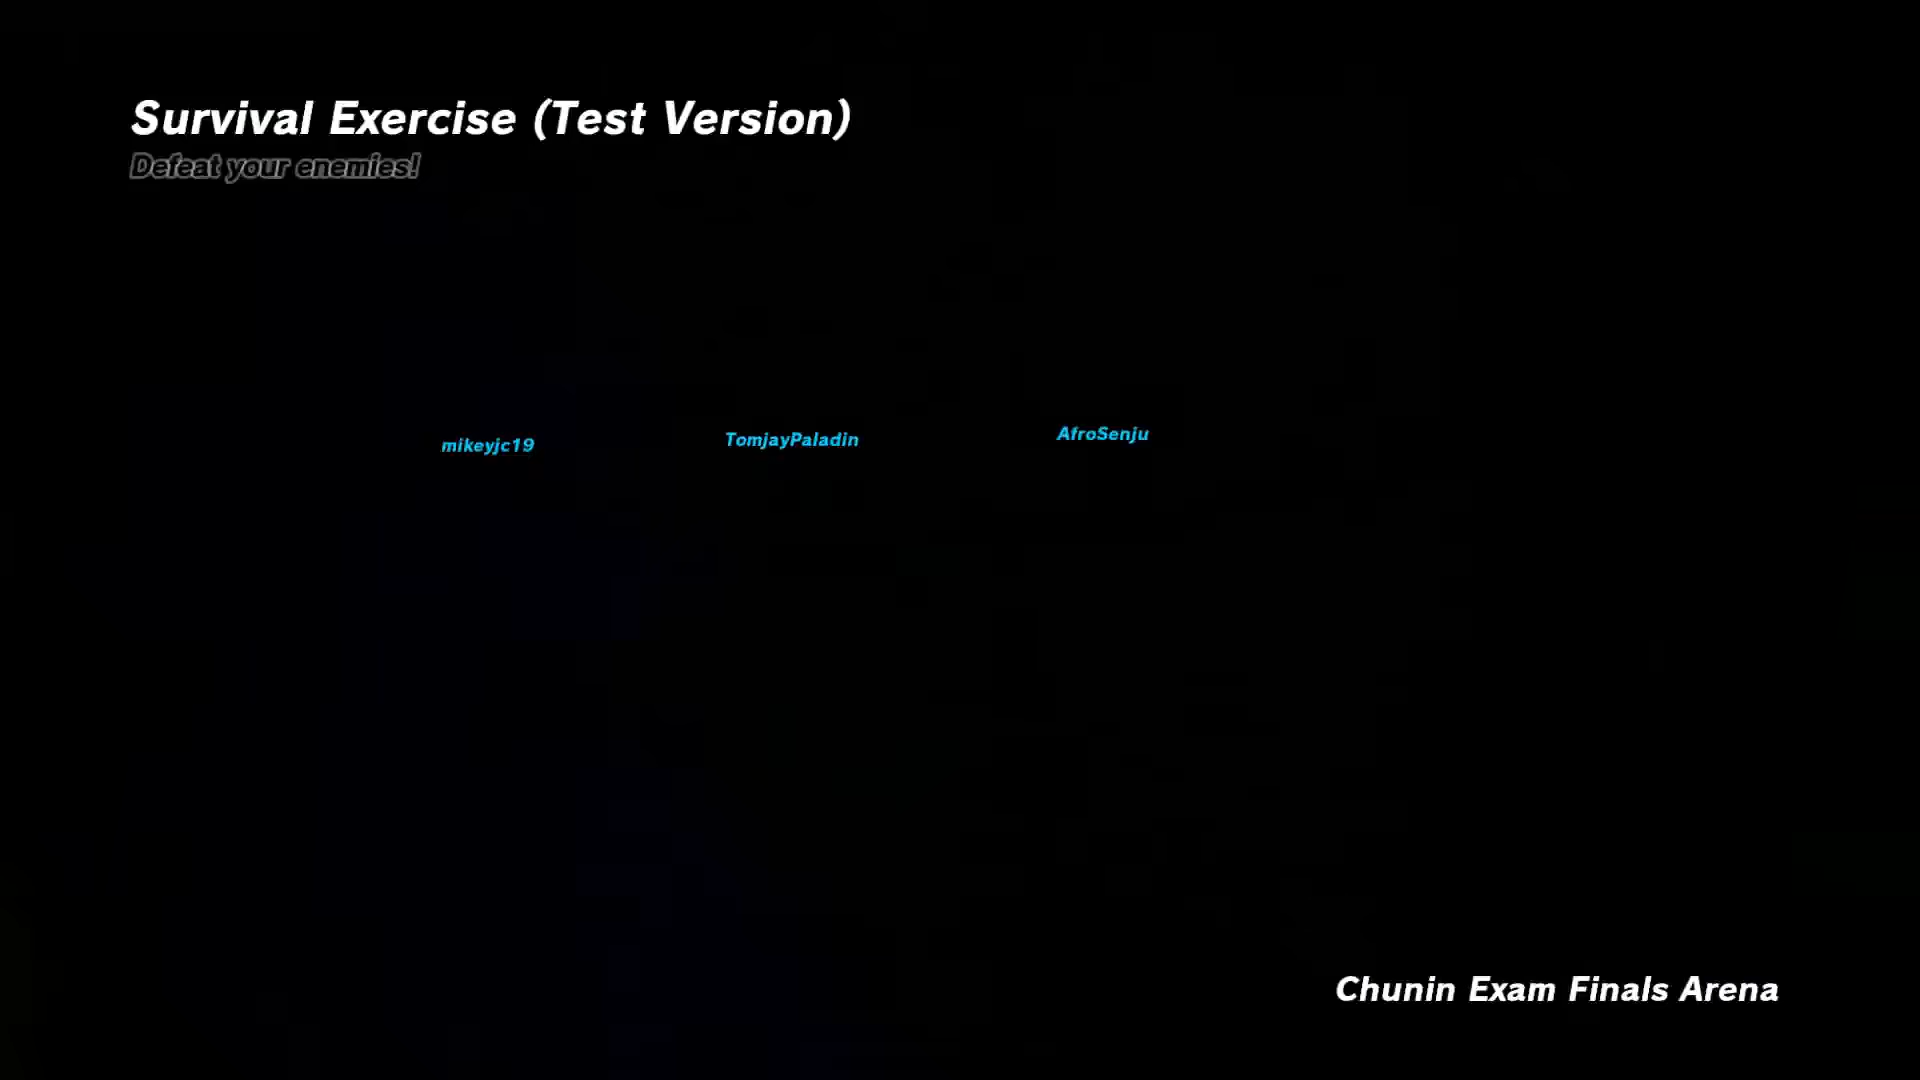 Survival Exercise (Test Version)
Defeat your enemies!
mikeyjc19
TomjayPaladin
AfroSenju
Chunin Exam Finals Arena